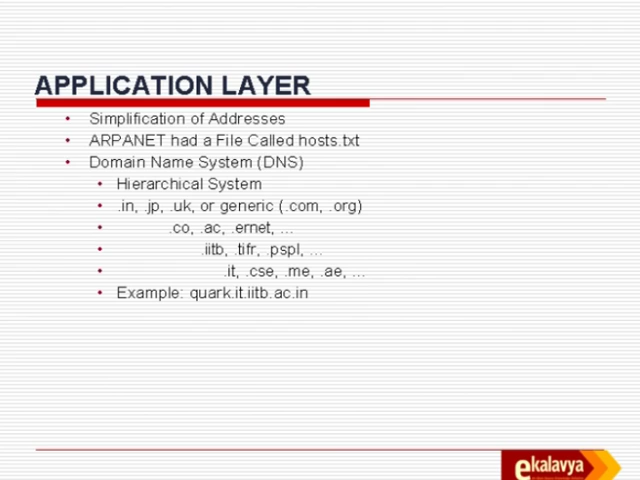 APPLICATION LAYER
• Simplification of Addresses
• ARPANET had a File Called hosts.txt
• Domain Name System (DNS)
• Hierarchical System
• .in, .jp, .uk, or generic (.com, .org)
• .co, .ac, .ernet, ...
• .iitb, .tifr, .pspl, ...
• .it, .cse, .me, .ae, ...
• Example: quark.it.iitb.ac.in
ekalavya